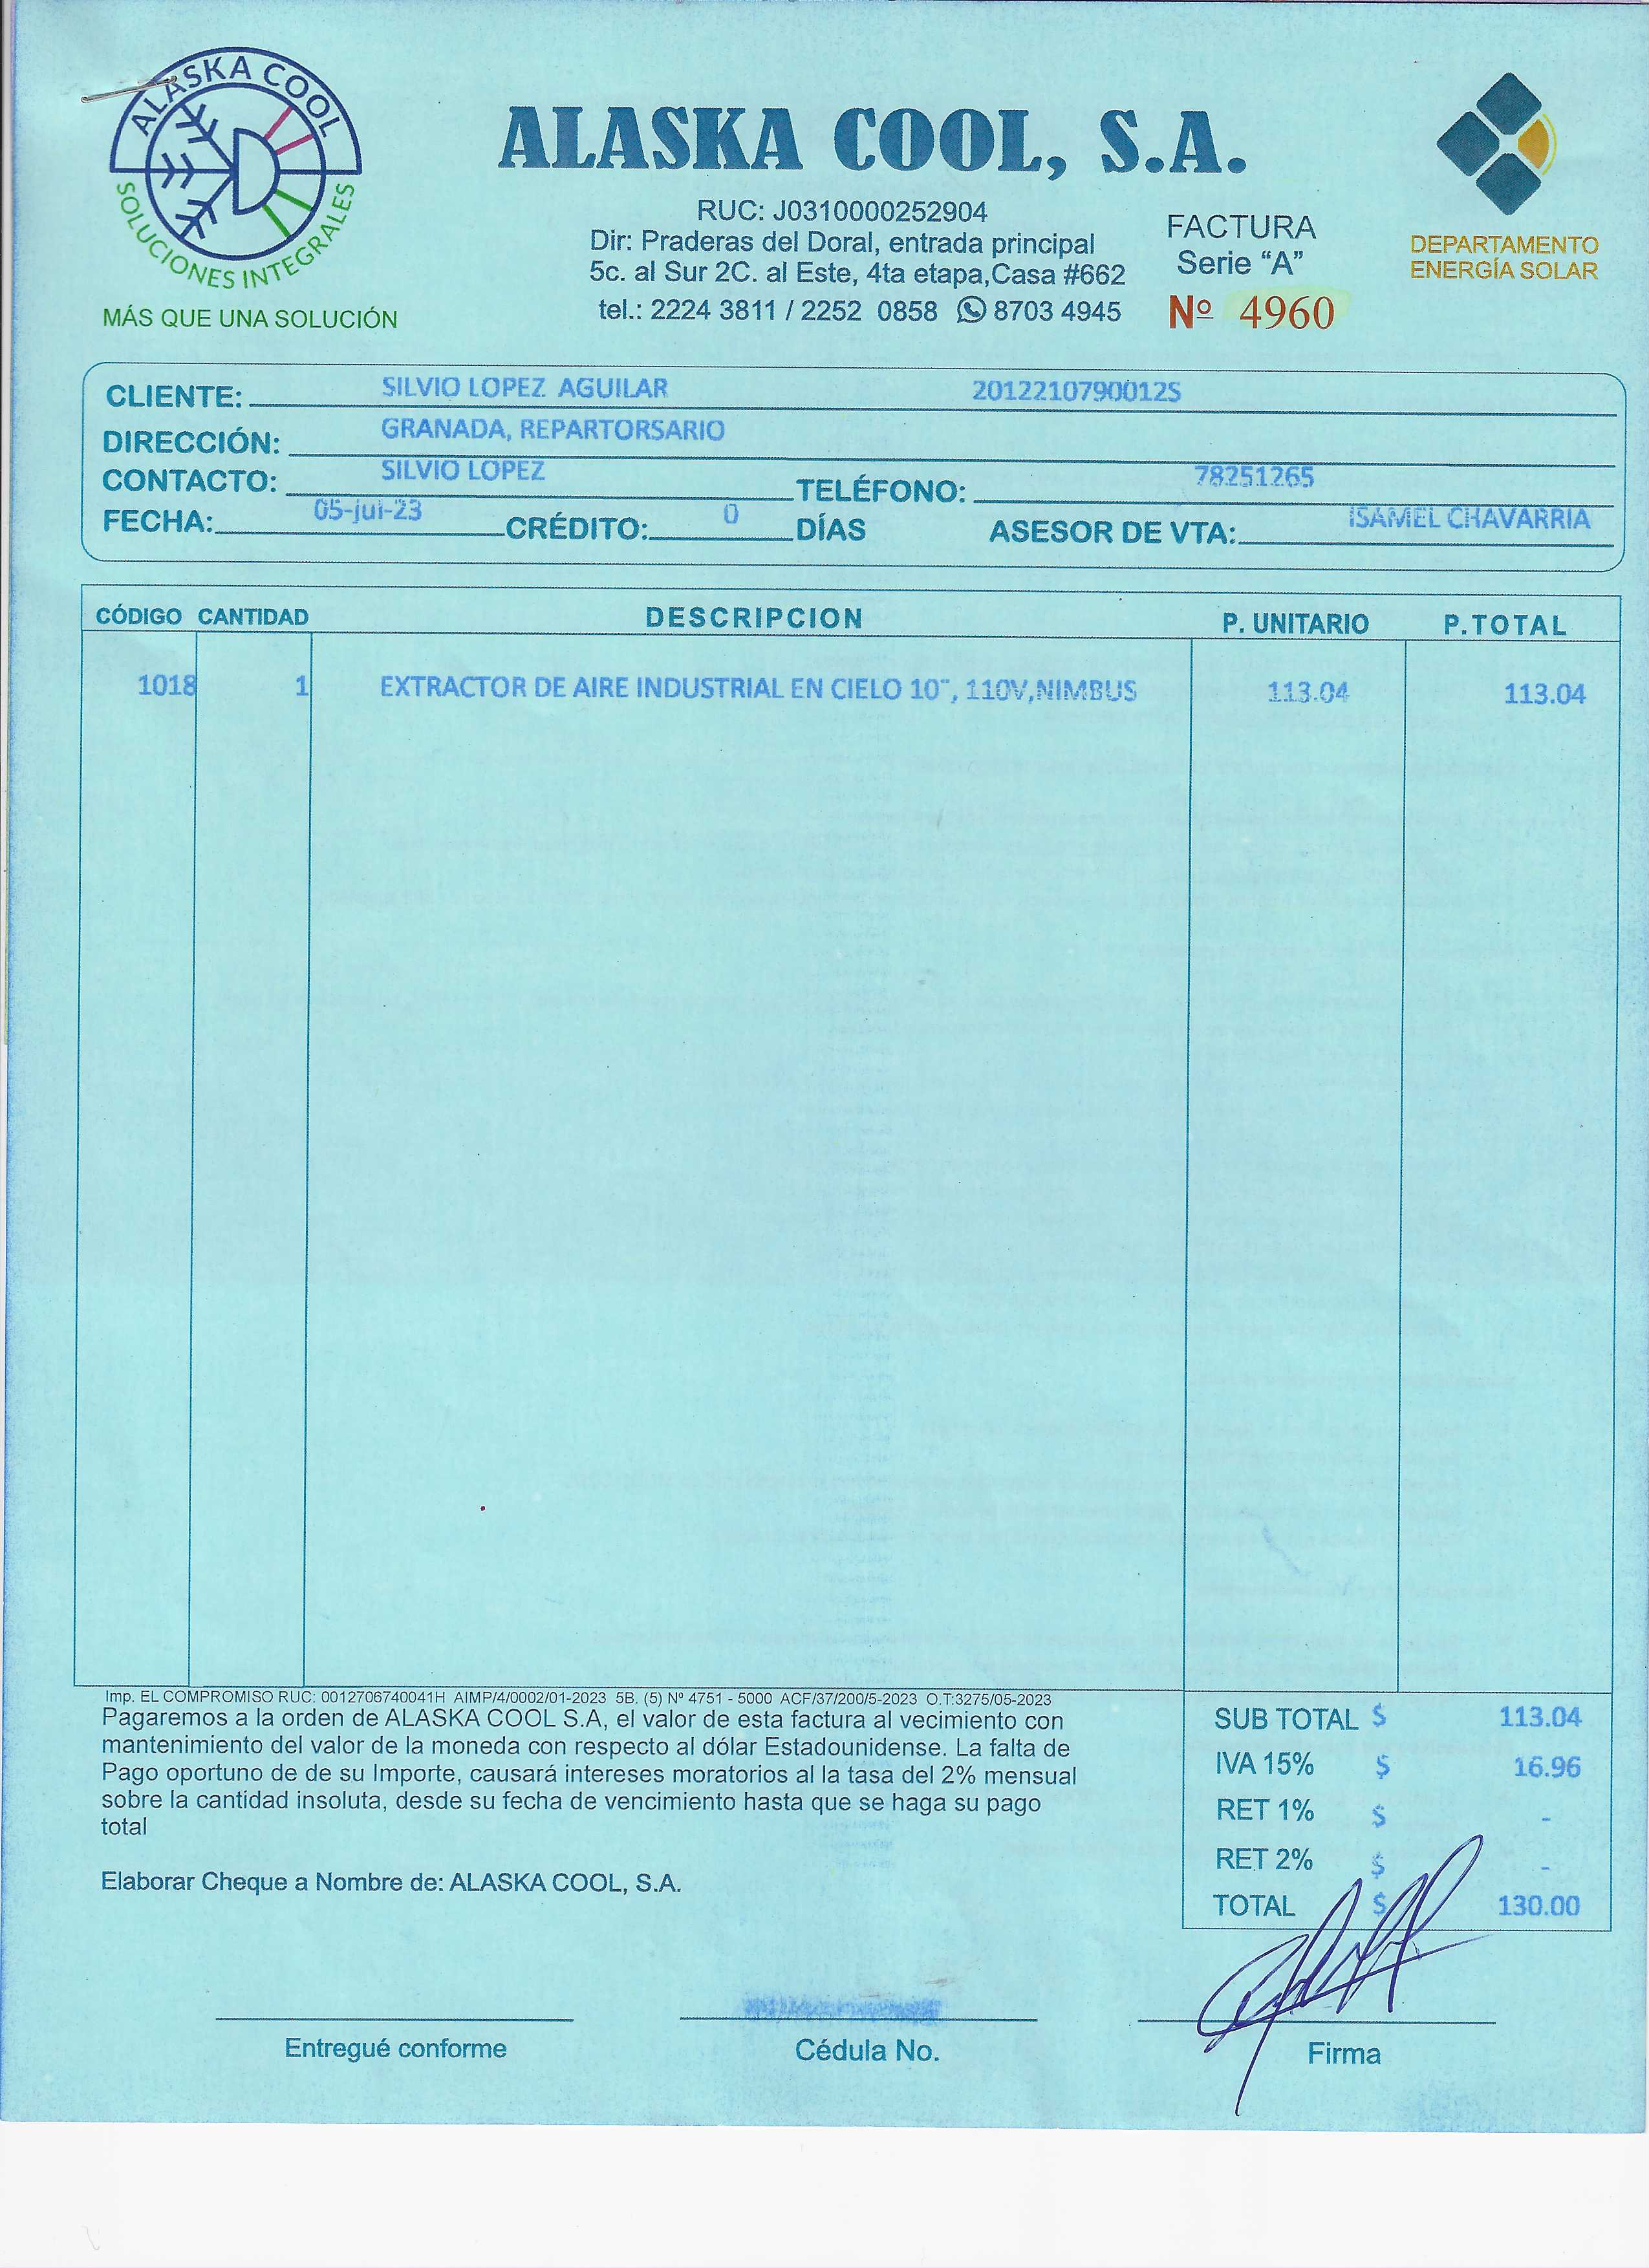 ALASKA COOL
SOLUCIONES INTEGRALES
MÁS QUE UNA SOLUCIÓN
ALASKA COOL, S.A.
RUC: J0310000252904
Dir: Praderas del Doral, entrada principal
5c. al Sur 2C. al Este, 4ta etapa,Casa #662
tel.: 2224 3811 / 2252 0858 8703 4945
FACTURA
Serie “A”
Nº 4960
DEPARTAMENTO
ENERGÍA SOLAR
CLIENTE: SILVIO LOPEZ AGUILAR 2012210790012S
DIRECCIÓN: GRANADA, REPARTORSARIO
CONTACTO: SILVIO LOPEZ TELÉFONO: 78251265
FECHA: 05-jul-23 CRÉDITO: 0 DÍAS ASESOR DE VTA: ISAMEL CHAVARRIA
CÓDIGO CANTIDAD DESCRIPCION P. UNITARIO P.TOTAL
1018 1 EXTRACTOR DE AIRE INDUSTRIAL EN CIELO 10", 110V,NIMBUS 113.04 113.04
Imp. EL COMPROMISO RUC: 0012706740041H AIMP/4/0002/01-2023 5B. (5) Nº 4751 - 5000 ACF/37/200/5-2023 O.T:3275/05-2023
Pagaremos a la orden de ALASKA COOL S.A, el valor de esta factura al vecimiento con
mantenimiento del valor de la moneda con respecto al dólar Estadounidense. La falta de
Pago oportuno de de su Importe, causará intereses moratorios al la tasa del 2% mensual
sobre la cantidad insoluta, desde su fecha de vencimiento hasta que se haga su pago
total
Elaborar Cheque a Nombre de: ALASKA COOL, S.A.
SUB TOTAL $ 113.04
IVA 15% $ 16.96
RET 1% $ -
RET 2% $ -
TOTAL $ 130.00
Entregué conforme
Cédula No.
Firma